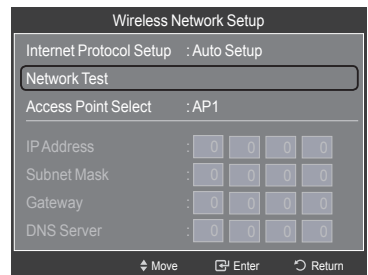 Wireless Network Setup
Internet Protocol Setup : Auto Setup
Network Test
Access Point Select : AP1
IP Address : 0 0 0 0
Subnet Mask : 0 0 0 0
Gateway : 0 0 0 0
DNS Server : 0 0 0 0
Move Enter Return